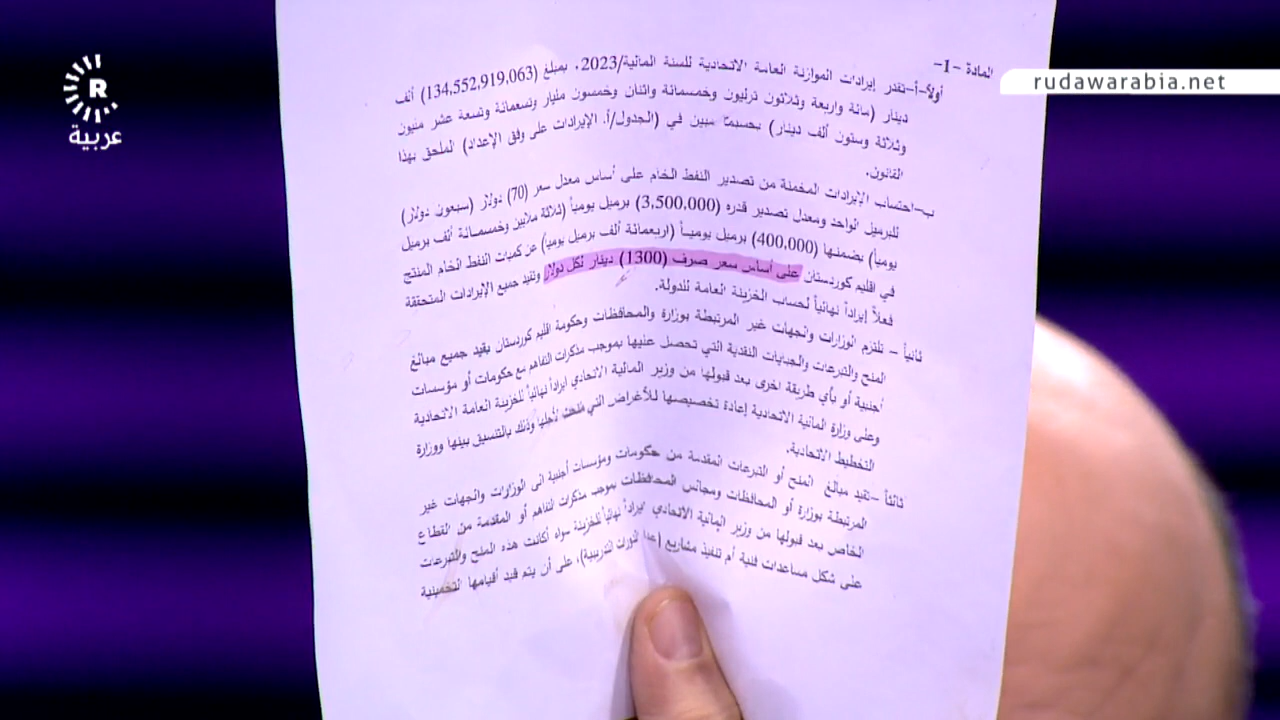 عربية
rudawarabia.net
المادة -1-
أولاً-أ-تقدر إيرادات الموازنة العامة الاتحادية للسنة المالية/2023، بمبلغ (134,552,919,063) ألف
دينار (مائة واربعة وثلاثون ترليون وخمسمائة واثنان وخمسون مليار وتسعمائة وتسعة عشر مليون
وثلاثة وستون ألف دينار) بحسبما مبين في (الجدول/أ. الإيرادات على وفق الإعداد) الملحق بهذا
القانون.
ب-احتساب الإيرادات المخمنة من تصدير النفط الخام على أساس معدل سعر (70) دولار (سبعون دولار)
للبرميل الواحد ومعدل تصدير قدره (3,500,000) برميل يومياً (ثلاثة ملايين وخمسمائة ألف برميل
يومياً) بضمنها (400,000) برميل يومياً (اربعمائة ألف برميل يومياً) عن كميات النفط الخام المنتج
في اقليم كوردستان على أساس سعر صرف (1300) دينار لكل دولار وتقيد جميع الإيرادات المتحققة
فعلاً إيراداً نهائياً لحساب الخزينة العامة للدولة.
ثانياً - تلتزم الوزارات والجهات غير المرتبطة بوزارة والمحافظات وحكومة اقليم كوردستان بقيد جميع مبالغ
المنح والتبرعات والجبايات النقدية التي تحصل عليها بموجب مذكرات التفاهم مع حكومات أو مؤسسات
أجنبية أو بأي طريقة اخرى بعد قبولها من وزير المالية الاتحادي ايراداً نهائياً للخزينة العامة الاتحادية
وعلى وزارة المالية الاتحادية إعادة تخصيصها للأغراض التي منحت لأجلها وذلك بالتنسيق بينها ووزارة
التخطيط الاتحادية.
ثالثاً -تقيد مبالغ المنح أو التبرعات المقدمة من حكومات ومؤسسات أجنبية الى الوزارات والجهات غير
المرتبطة بوزارة أو المحافظات ومجالس المحافظات بموجب مذكرات التفاهم أو المقدمة من القطاع
الخاص بعد قبولها من وزير المالية الاتحادي ايراداً نهائياً للخزينة سواء أكانت هذه المنح والتبرعات
على شكل مساعدات فنية أم تنفيذ مشاريع (عدا الدورات التدريبية)، على أن يتم قيد أقيامها التخمينية